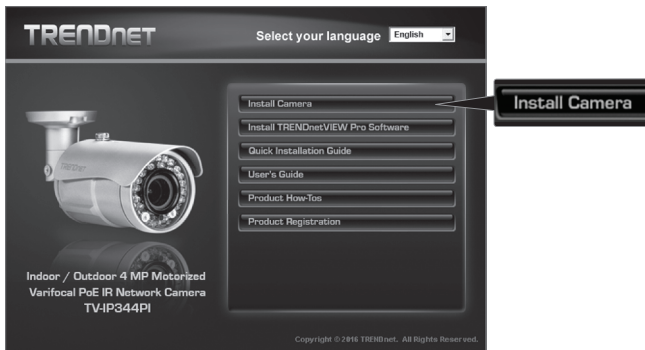 TRENDnet
Select your language English
Install Camera
Install Camera
Install TRENDnetVIEW Pro Software
Quick Installation Guide
User's Guide
Product How-Tos
Product Registration
TRENDnet
Indoor / Outdoor 4 MP Motorized
Varifocal PoE IR Network Camera
TV-IP344PI
Copyright © 2016 TRENDnet. All Rights Reserved.